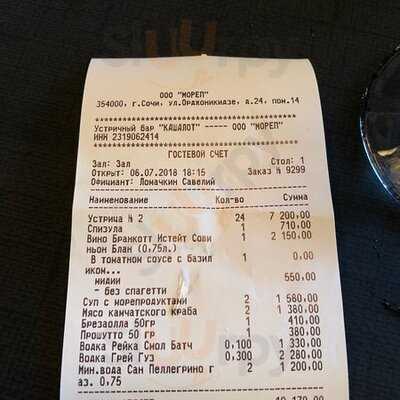 ООО "МОРЕП"
354000, г.Сочи, ул.Орджоникидзе, д.24, пом.14
Устричный бар "КАШАЛОТ" ----- ООО "МОРЕП"
ИНН 2319062414
ГОСТЕВОЙ СЧЕТ
Зал: Зал Стол: 1
Открыт: 06.07.2018 18:15 Заказ № 9299
Официант: Лоначкин Савелий
Наименование Кол-во Сумма
Устрица № 2 24 7 200,00
Спизула 1 710,00
Вино Бранкотт Истейт Сови 1 2 150,00
ньон Блан (0,75л.)
В томатном соусе с базил 1 0,00
иком...
мидии 550,00
- без спагетти
Суп с морепродуктами 2 1 580,00
Мясо камчатского краба 2 1 380,00
Брезаолла 50гр 1 410,00
Прошутто 50 гр 1 380,00
Водка Рейка Смол Батч 0,100 1 330,00
Водка Грей Гуз 0,300 2 280,00
Мин.вода Сан Пеллегрино г 2 1 200,00
аз. 0,75